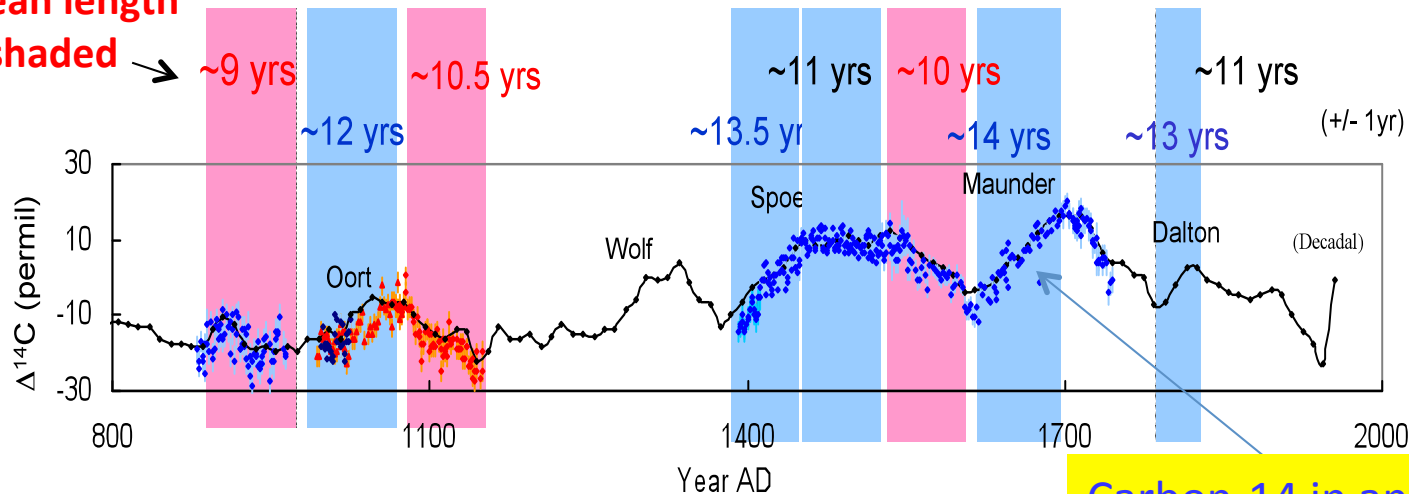 ean length
shaded
~9 yrs
~10.5 yrs
~11 yrs
~10 yrs
~11 yrs
~12 yrs
~13.5 yr
~14 yrs
~13 yrs
(+/- 1yr)
30
10
-10
-30
Δ¹⁴C (permil)
Oort
Wolf
Spoe
Maunder
Dalton
(Decadal)
800
1100
1400
1700
2000
Year AD
Carbon-14 in an